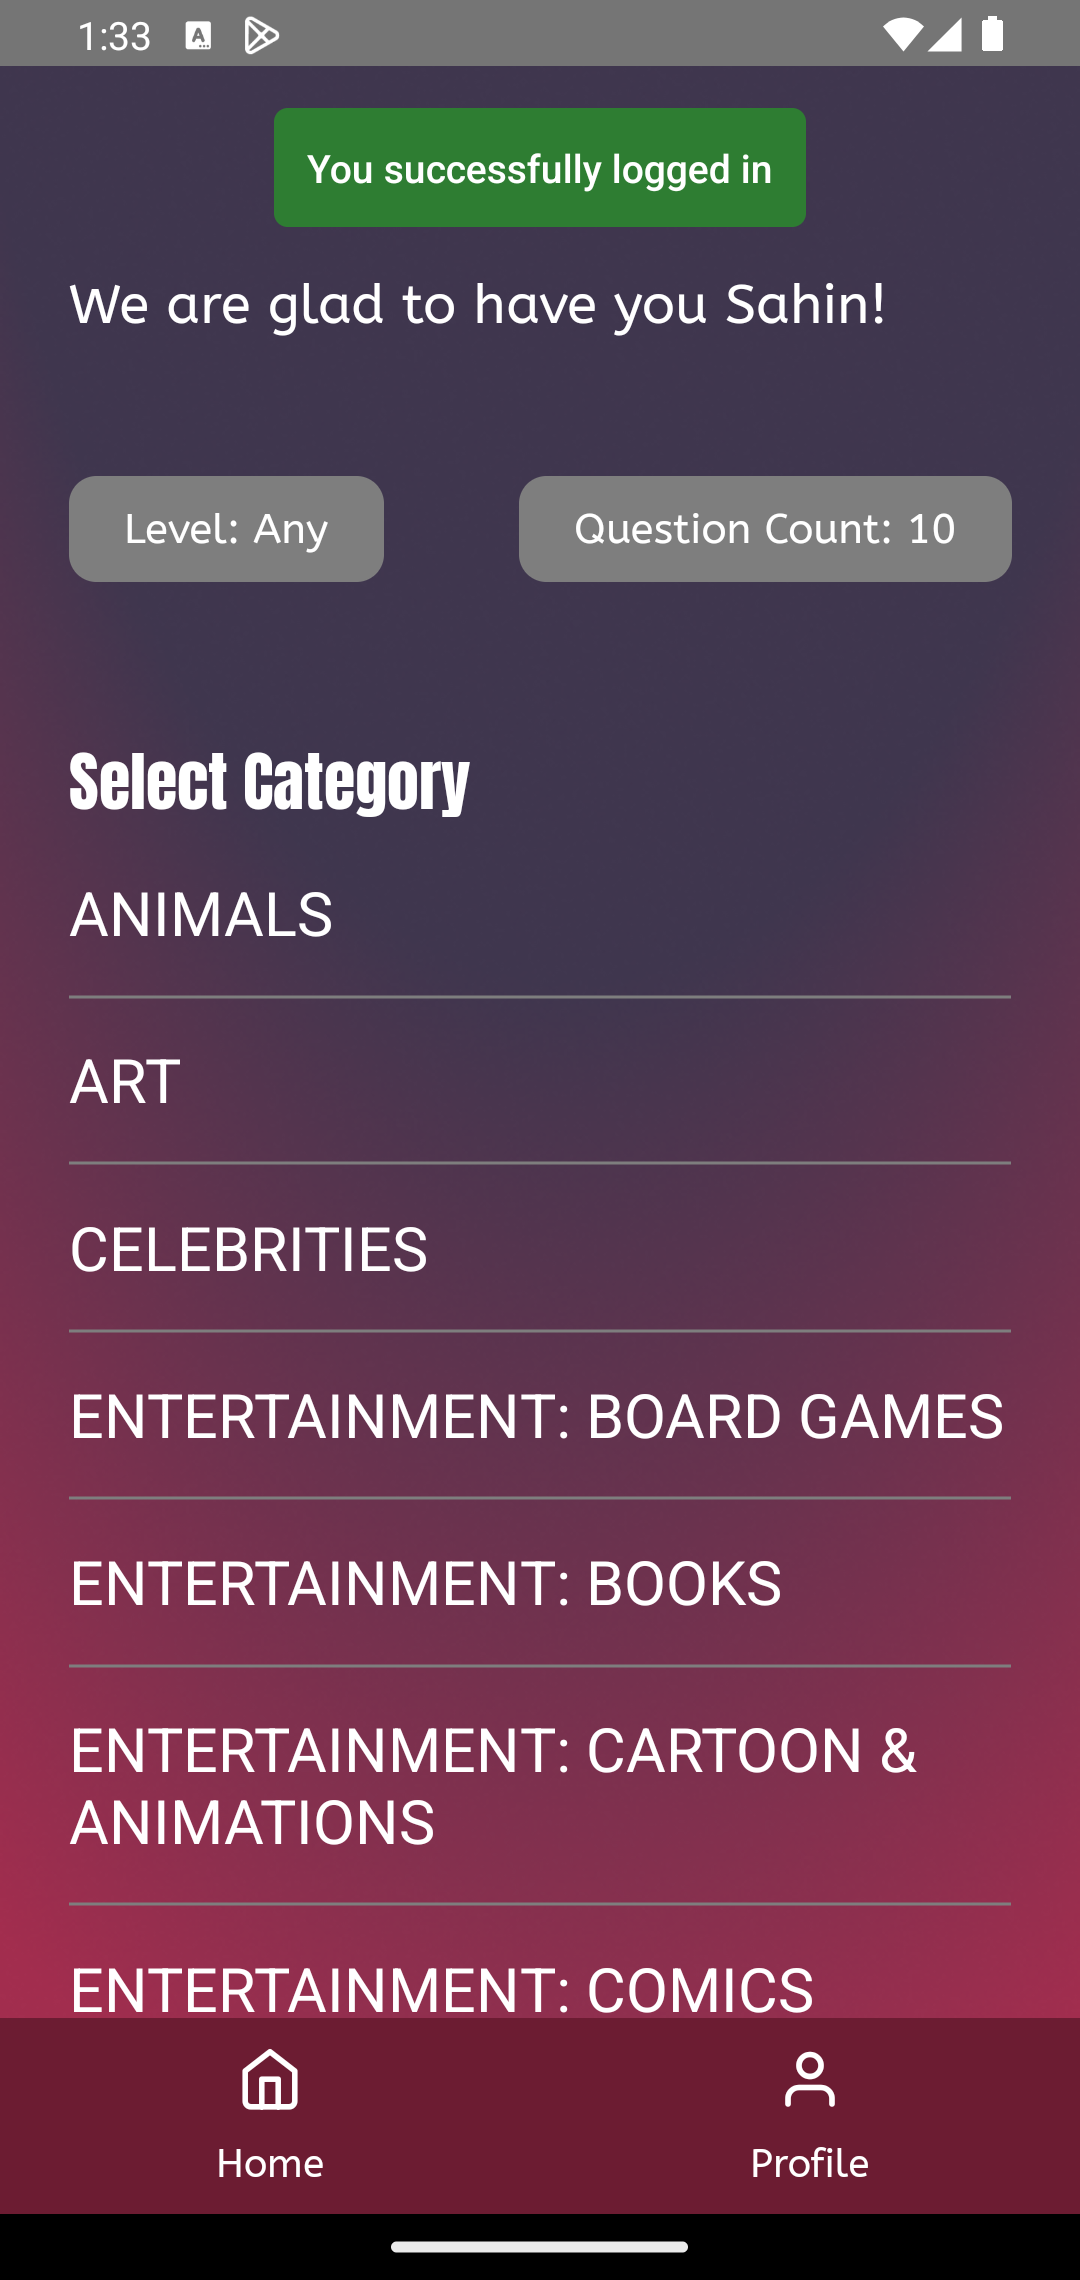 1:33
You successfully logged in
We are glad to have you Sahin!
Level: Any
Question Count: 10
Select Category
ANIMALS
ART
CELEBRITIES
ENTERTAINMENT: BOARD GAMES
ENTERTAINMENT: BOOKS
ENTERTAINMENT: CARTOON &
ANIMATIONS
ENTERTAINMENT: COMICS
Home
Profile